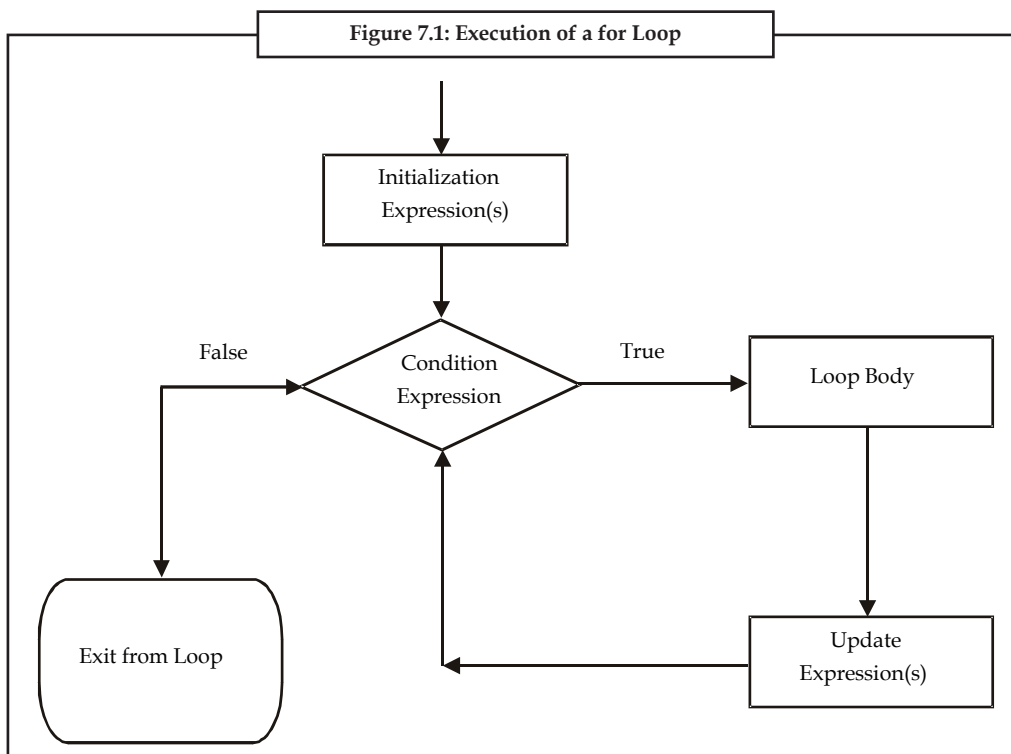 Figure 7.1: Execution of a for Loop
Initialization
Expression(s)
False
Condition
Expression
True
Loop Body
Exit from Loop
Update
Expression(s)